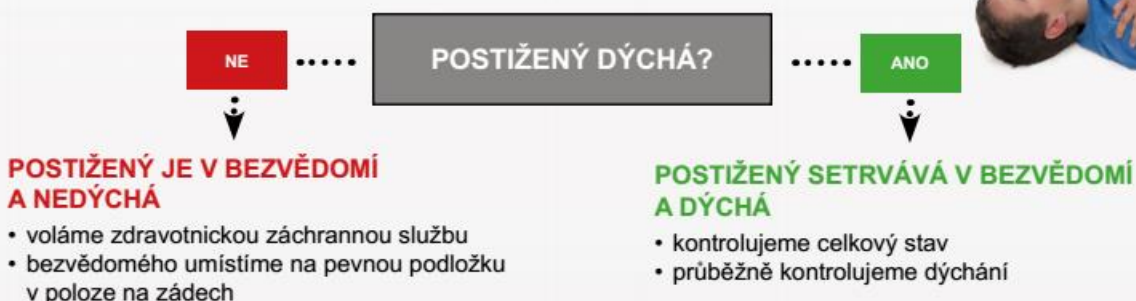 POSTIŽENÝ DÝCHÁ?
NE
ANO
POSTIŽENÝ JE V BEZVĚDOMÍ
A NEDÝCHÁ
• voláme zdravotnickou záchrannou službu
• bezvědomého umístíme na pevnou podložku
v poloze na zádech
POSTIŽENÝ SETRVÁVÁ V BEZVĚDOMÍ
A DÝCHÁ
• kontrolujeme celkový stav
• průběžně kontrolujeme dýchání